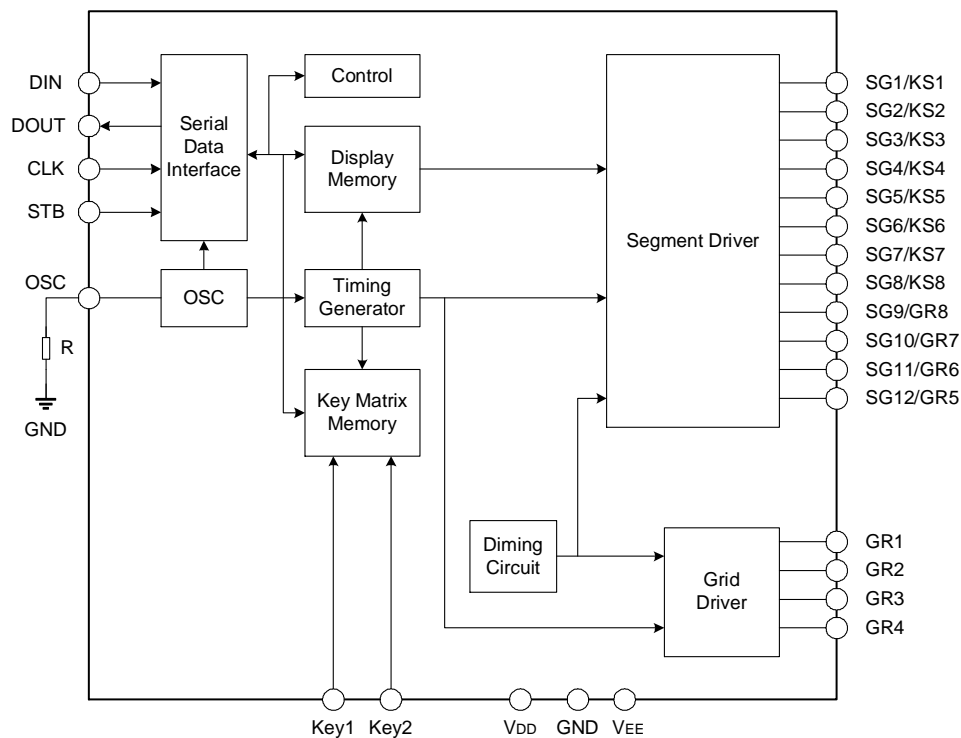 DIN
DOUT
CLK
STB
OSC
R
GND
Serial
Data
Interface
OSC
Control
Display
Memory
Timing
Generator
Key Matrix
Memory
Segment Driver
Diming
Circuit
Grid
Driver
SG1/KS1
SG2/KS2
SG3/KS3
SG4/KS4
SG5/KS5
SG6/KS6
SG7/KS7
SG8/KS8
SG9/GR8
SG10/GR7
SG11/GR6
SG12/GR5
GR1
GR2
GR3
GR4
Key1 Key2 VDD GND VEE